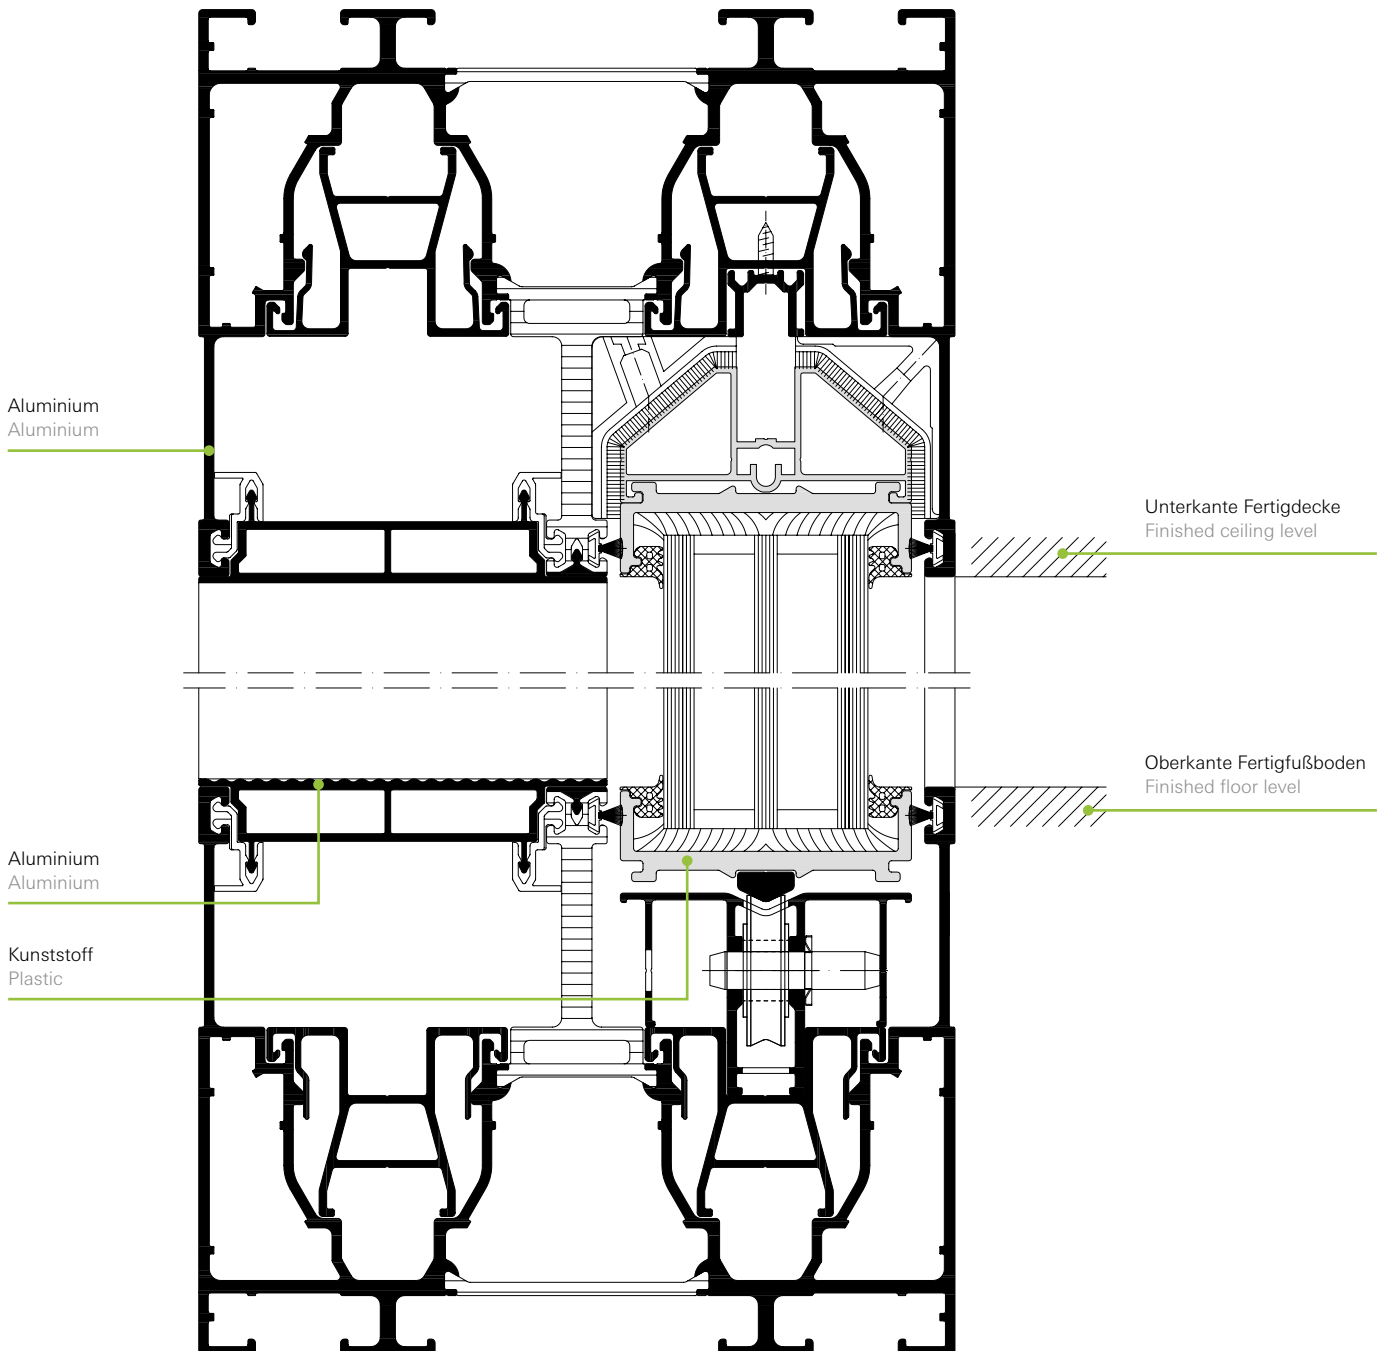 Aluminium
Aluminium
Unterkante Fertigdecke
Finished ceiling level
Oberkante Fertigfußboden
Finished floor level
Aluminium
Aluminium
Kunststoff
Plastic